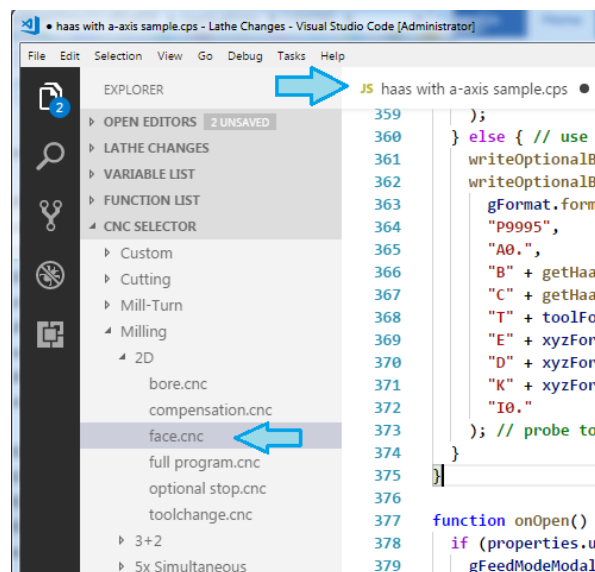 haas with a-axis sample.cps - Lathe Changes - Visual Studio Code [Administrator]
File Edit Selection View Go Debug Tasks Help
EXPLORER
2
OPEN EDITORS 2 UNSAVED
LATHE CHANGES
VARIABLE LIST
FUNCTION LIST
CNC SELECTOR
Custom
Cutting
Mill-Turn
Milling
2D
bore.cnc
compensation.cnc
face.cnc
full program.cnc
optional stop.cnc
toolchange.cnc
3+2
5x Simultaneous
JS haas with a-axis sample.cps
359 );
360 } else { // use
361 writeOptionalB
362 writeOptionalB
363 gFormat.form
364 "P9995",
365 "A0.",
366 "B" + getHaa
367 "C" + getHaa
368 "T" + toolFo
369 "E" + xyzFor
370 "D" + xyzFor
371 "K" + xyzFor
372 "I0."
373 ); // probe to
374 }
375 }
376
377 function onOpen()
378 if (properties.u
379 gFeedModeModal